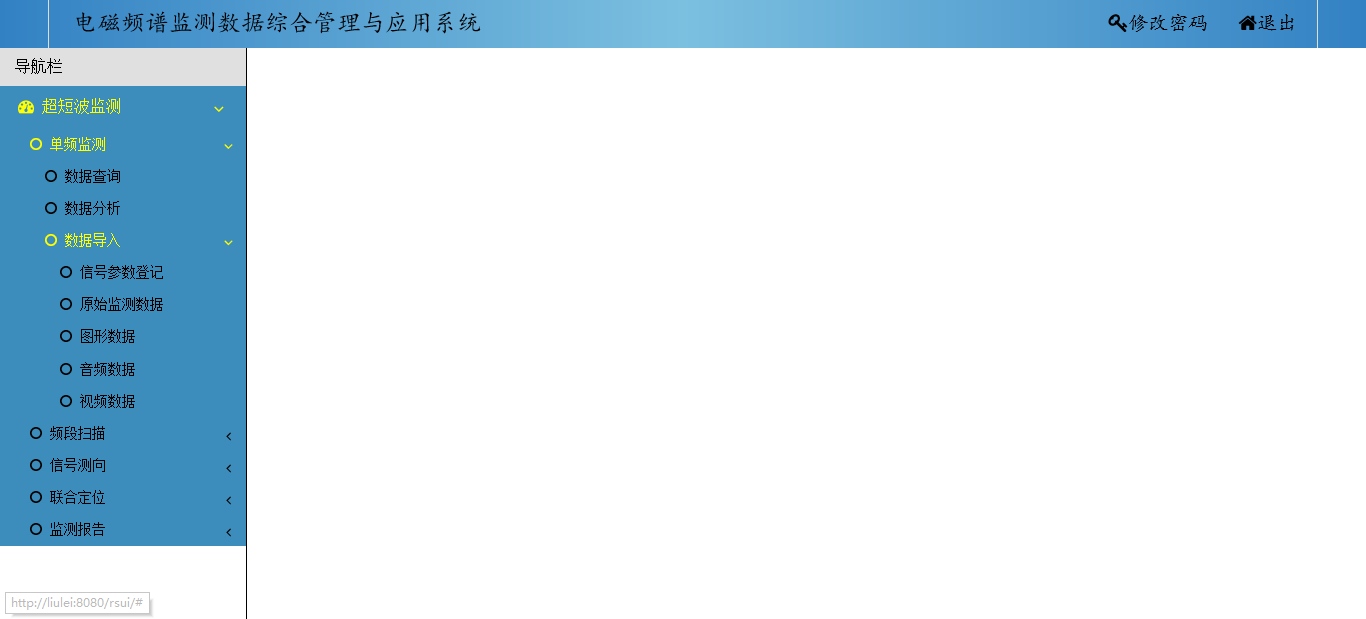 电磁频谱监测数据综合管理与应用系统
修改密码
退出
导航栏
超短波监测
单频监测
数据查询
数据分析
数据导入
信号参数登记
原始监测数据
图形数据
音频数据
视频数据
频段扫描
信号测向
联合定位
监测报告
http://liulei:8080/rsui/#